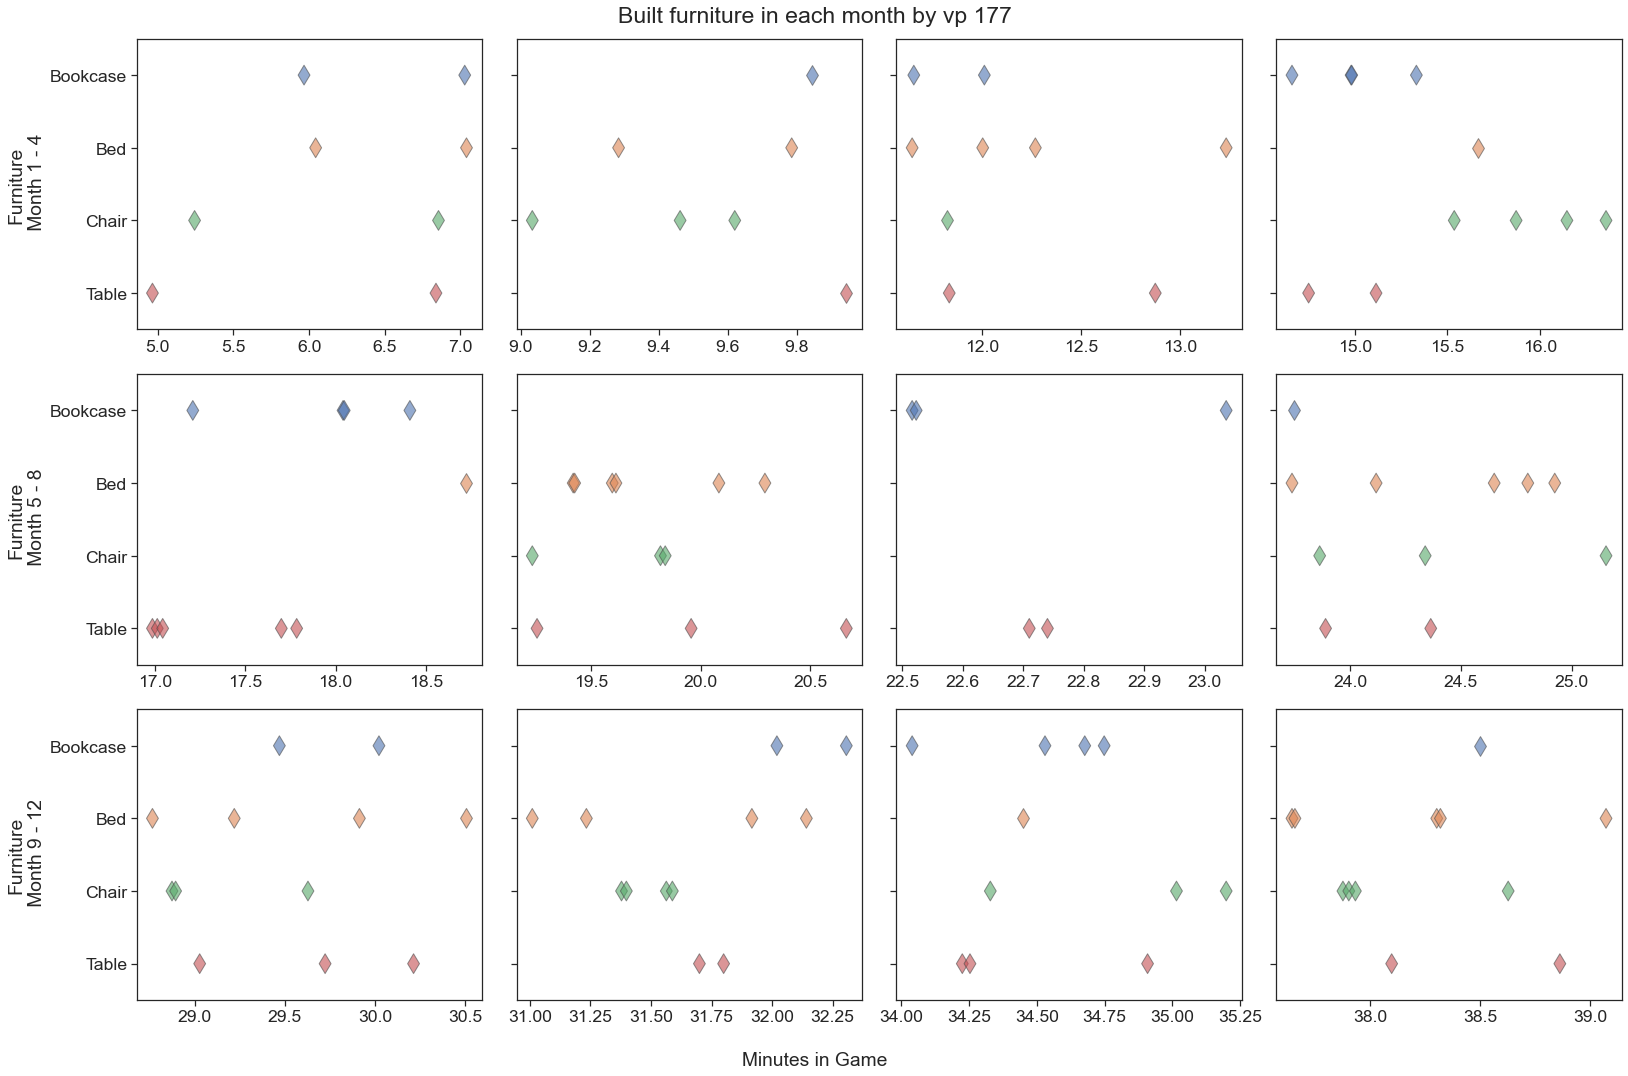 Built furniture in each month by vp 177
Furniture
Month 1 - 4
Bookcase
Bed
Chair
Table
5.0 5.5 6.0 6.5 7.0
9.0 9.2 9.4 9.6 9.8
12.0 12.5 13.0
15.0 15.5 16.0
Furniture
Month 5 - 8
Bookcase
Bed
Chair
Table
17.0 17.5 18.0 18.5
19.5 20.0 20.5
22.5 22.6 22.7 22.8 22.9 23.0
24.0 24.5 25.0
Furniture
Month 9 - 12
Bookcase
Bed
Chair
Table
29.0 29.5 30.0 30.5
31.00 31.25 31.50 31.75 32.00 32.25
34.00 34.25 34.50 34.75 35.00 35.25
38.0 38.5 39.0
Minutes in Game